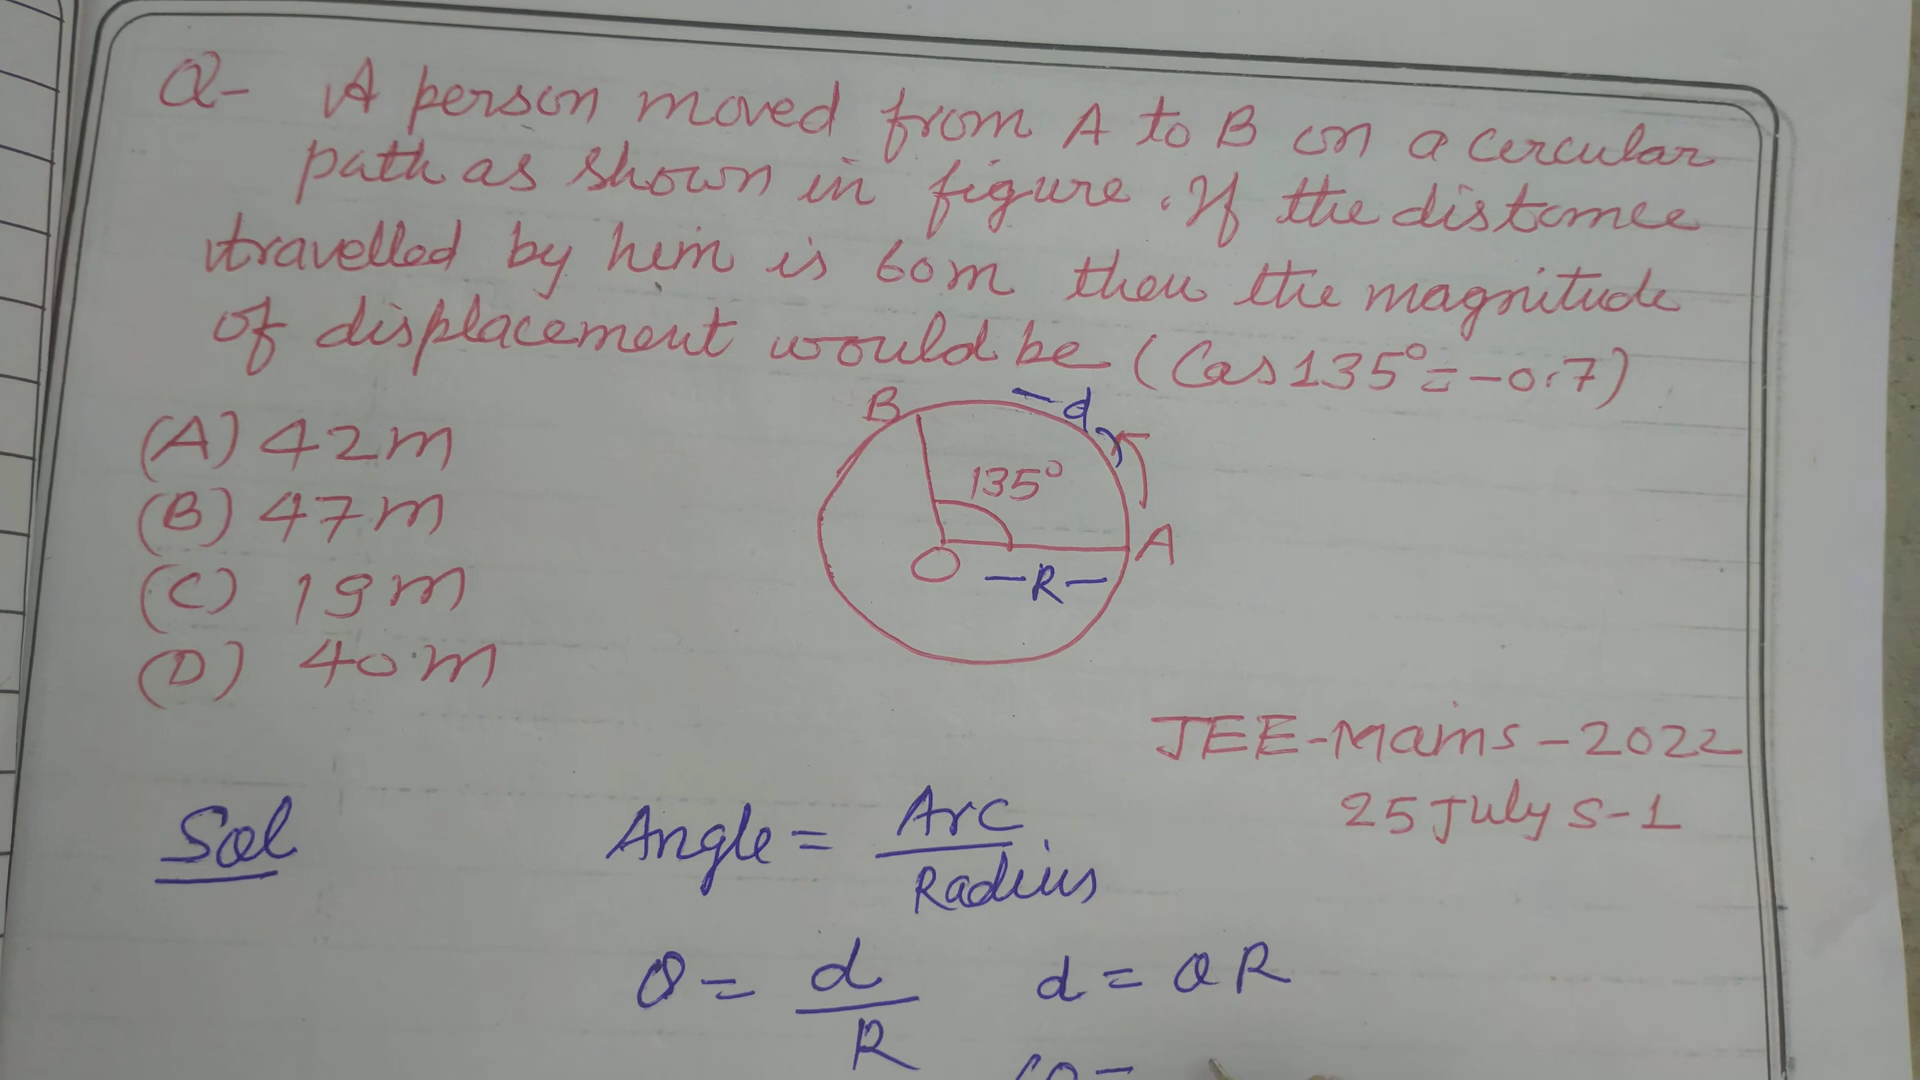 Q- A person moved from A to B on a circular
path as shown in figure. If the distance
travelled by him is 60m then the magnitude
of displacement would be (Cos 135° = -0.7)
(A) 42m
(B) 47m
(C) 19m
(D) 40m
B
d
135°
A
O
R
JEE-Mains-2022
25 July S-1
Sol
Angle = Arc
Radius
θ = d
R
d = θR